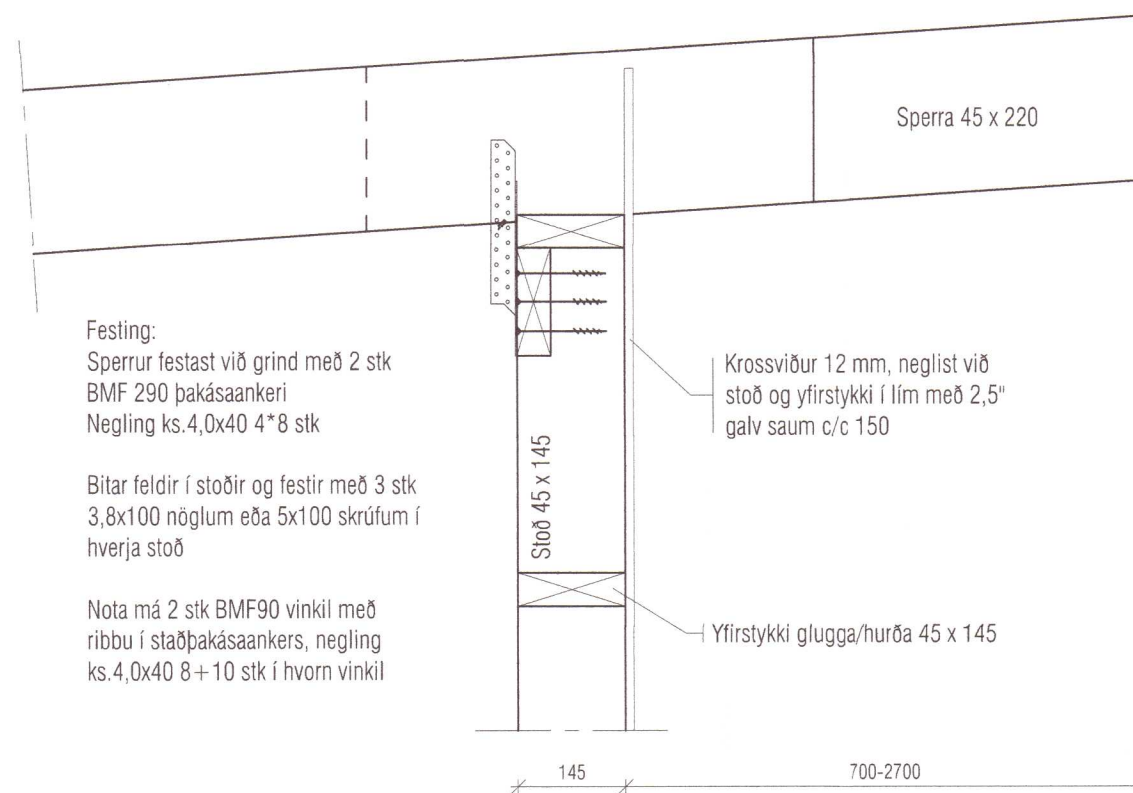 Sperra 45 x 220
Festing:
Sperrur festast við grind með 2 stk
BMF 290 þakásaankeri
Negling ks.4,0x40 4*8 stk
Bitar feldir í stoðir og festir með 3 stk
3,8x100 nöglum eða 5x100 skrúfum í
hverja stoð
Nota má 2 stk BMF90 vinkil með
ribbu í staðþakásaankers, negling
ks.4,0x40 8+10 stk í hvorn vinkil
Stoð 45 x 145
Krossviður 12 mm, neglist við
stoð og yfirstykki í lím með 2,5"
galv saum c/c 150
Yfirstykki glugga/hurða 45 x 145
145
700-2700